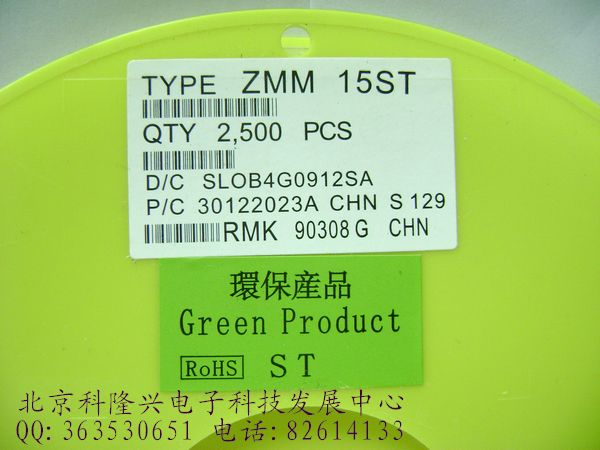 TYPE ZMM 15ST
QTY 2,500 PCS
D/C SLOB4G0912SA
P/C 30122023A CHN S 129
RMK 90308 G CHN
環保産品
Green Product
RoHS ST
北京科隆兴电子科技发展中心
QQ: 363530651 电话: 82614133